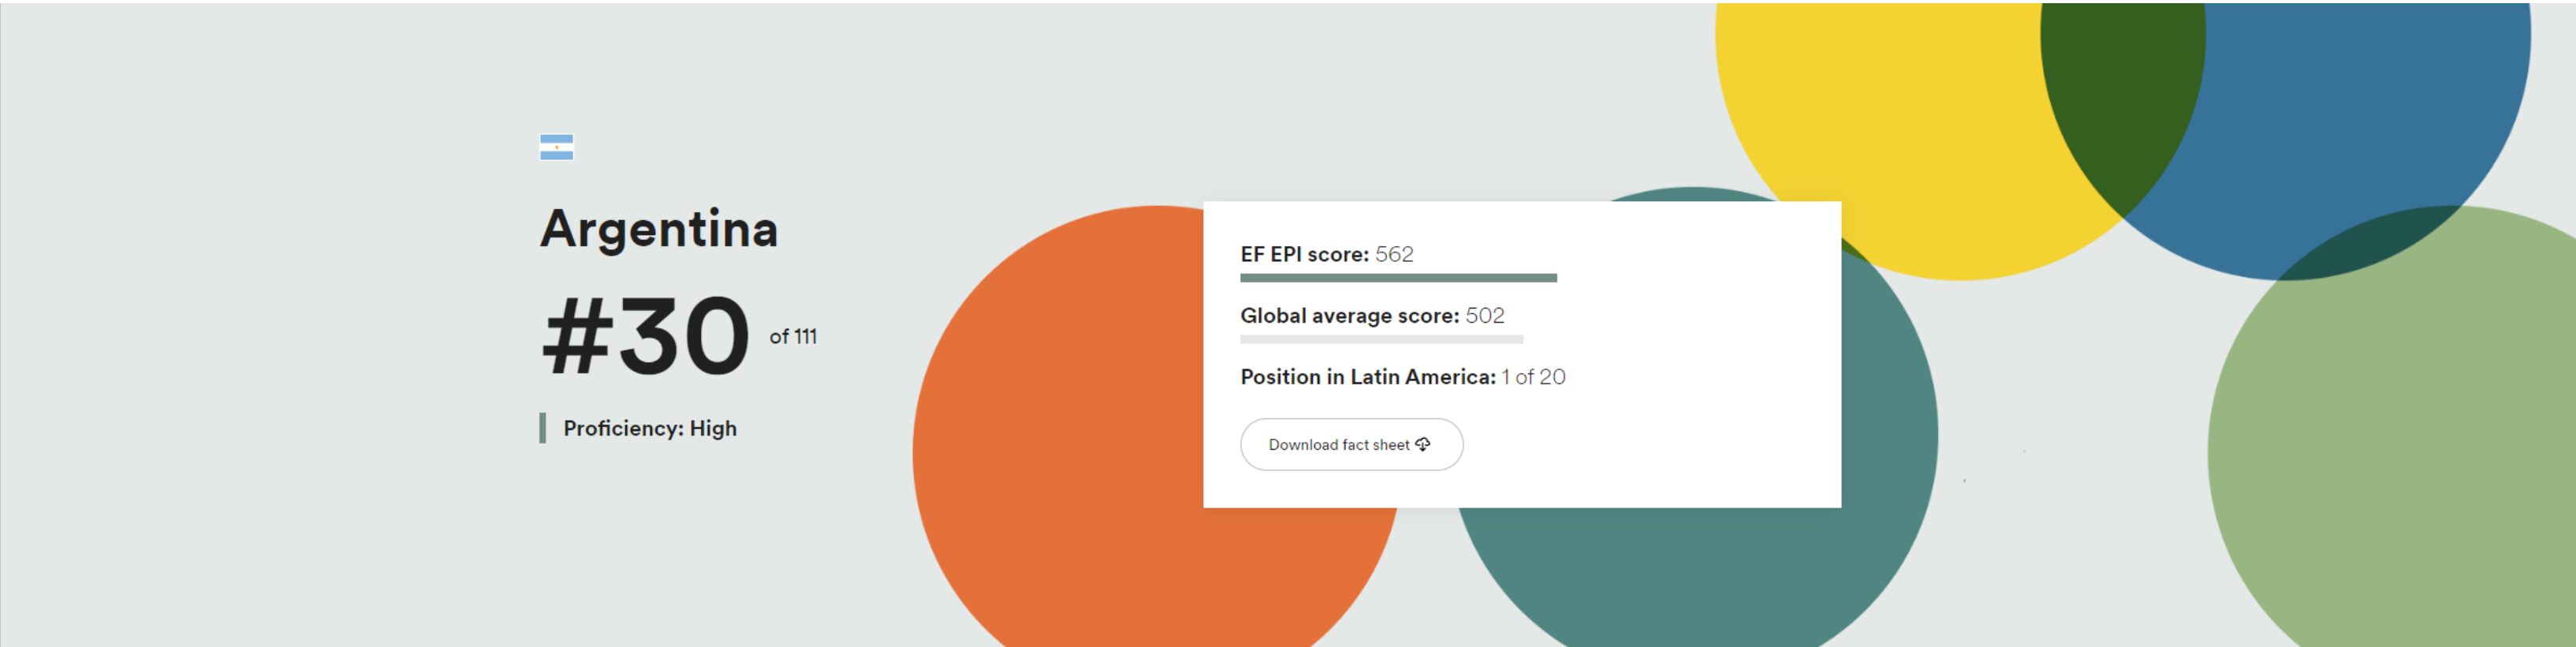 Argentina
#30 of 111
Proficiency: High
EF EPI score: 562
Global average score: 502
Position in Latin America: 1 of 20
Download fact sheet